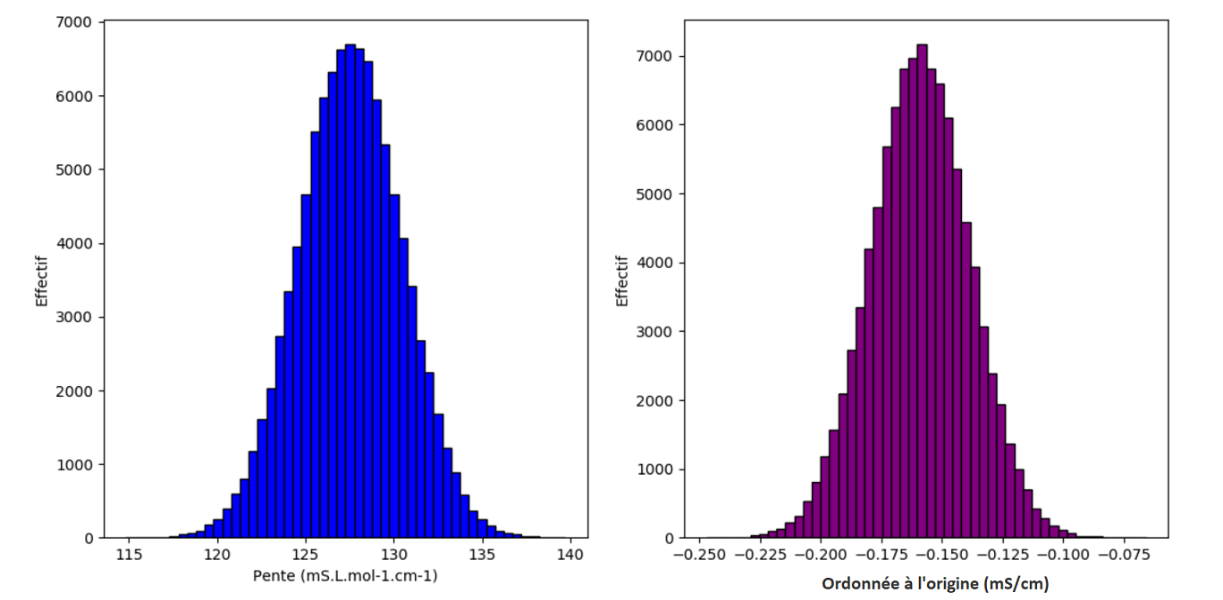 7000
6000
5000
4000
3000
2000
1000
0
Effectif
115 120 125 130 135 140
Pente (mS.L.mol-1.cm-1)
7000
6000
5000
4000
3000
2000
1000
0
Effectif
−0.250 −0.225 −0.200 −0.175 −0.150 −0.125 −0.100 −0.075
Ordonnée à l'origine (mS/cm)